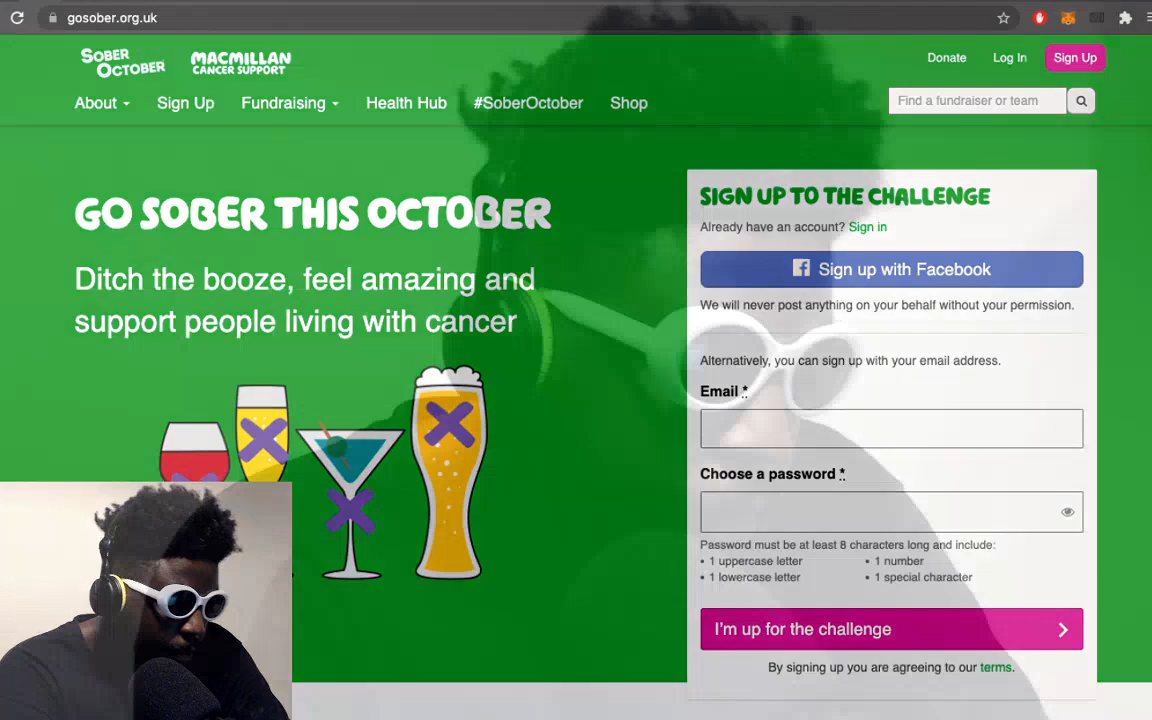 gosober.org.uk
SOBER
OCTOBER
MACMILLAN
CANCER SUPPORT
Donate
Log In
Sign Up
About
Sign Up
Fundraising
Health Hub
#SoberOctober
Shop
Find a fundraiser or team
GO SOBER THIS OCTOBER
Ditch the booze, feel amazing and
support people living with cancer
SIGN UP TO THE CHALLENGE
Already have an account? Sign in
Sign up with Facebook
We will never post anything on your behalf without your permission.
Alternatively, you can sign up with your email address.
Email *
Choose a password *
Password must be at least 8 characters long and include:
• 1 uppercase letter
• 1 number
• 1 lowercase letter
• 1 special character
I'm up for the challenge
By signing up you are agreeing to our terms.